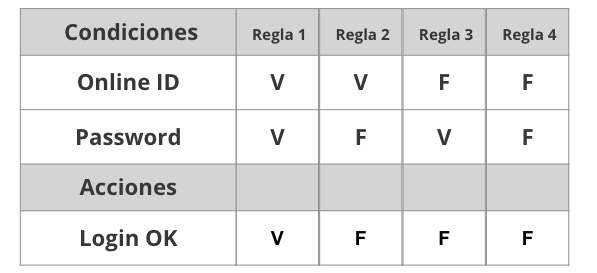 Condiciones Regla 1 Regla 2 Regla 3 Regla 4
Online ID V V F F
Password V F V F
Acciones
Login OK V F F F